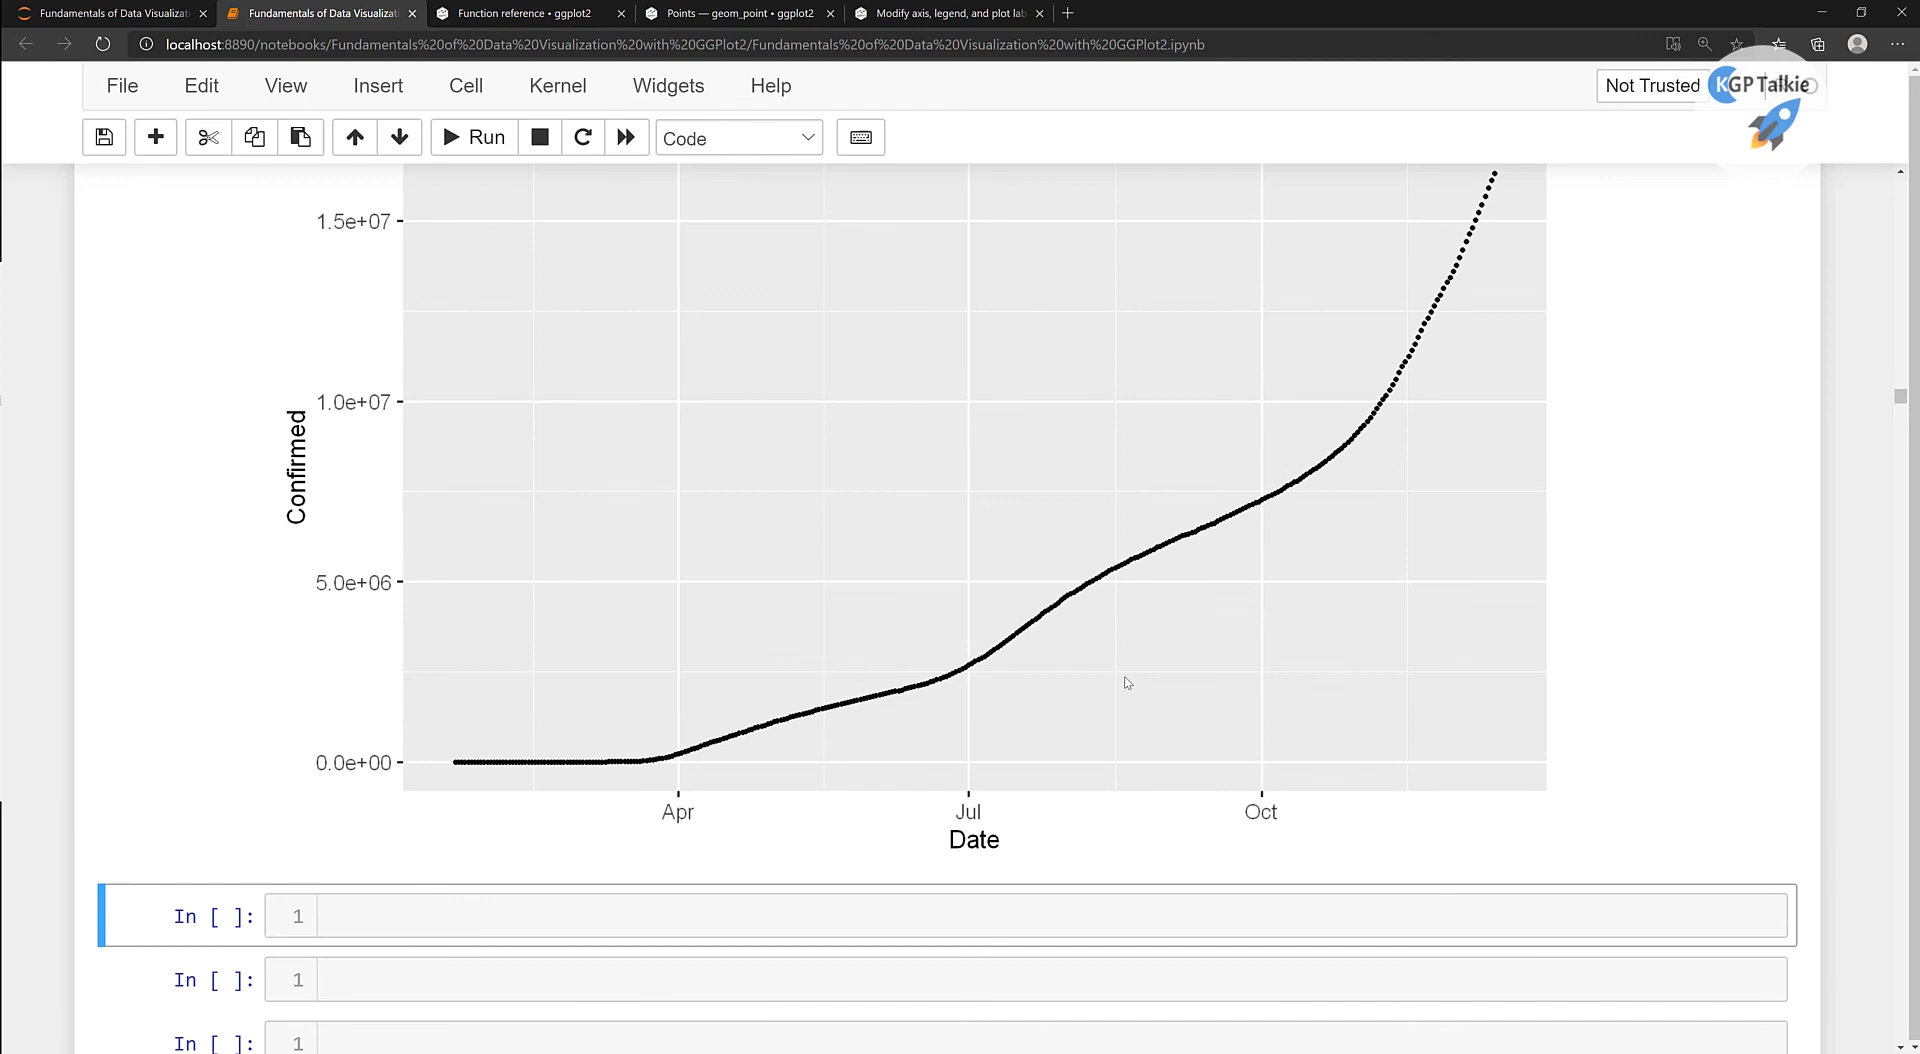 Fundamentals of Data Visualizati
Fundamentals of Data Visualizati
Function reference • ggplot2
Points — geom_point • ggplot2
Modify axis, legend, and plot lab
localhost:8890/notebooks/Fundamentals%20of%20Data%20Visualization%20with%20GGPlot2/Fundamentals%20of%20Data%20Visualization%20with%20GGPlot2.ipynb
File Edit View Insert Cell Kernel Widgets Help
Not Trusted
KGP Talkie
Run
Code
1.5e+07
1.0e+07
Confirmed
5.0e+06
0.0e+00
Apr Jul Oct
Date
In [ ]: 1
In [ ]: 1
In [ ]: 1